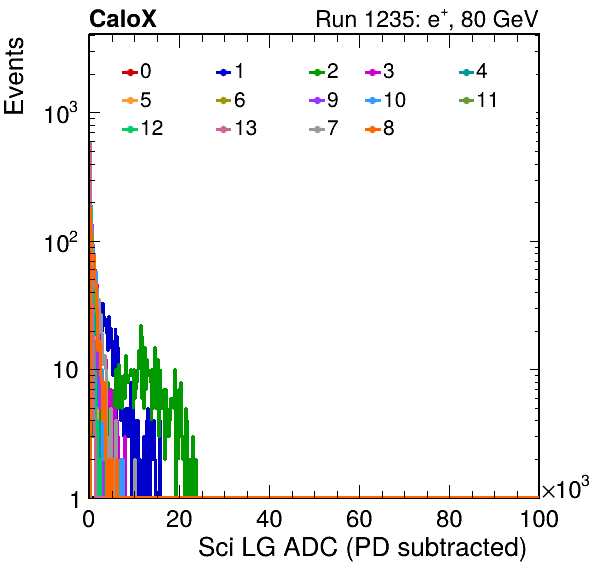 CaloX Run 1235: e⁺, 80 GeV
Events
0 1 2 3 4
5 6 9 10 11
12 13 7 8
10³
10²
10
1
0 20 40 60 80 100
×10³
Sci LG ADC (PD subtracted)